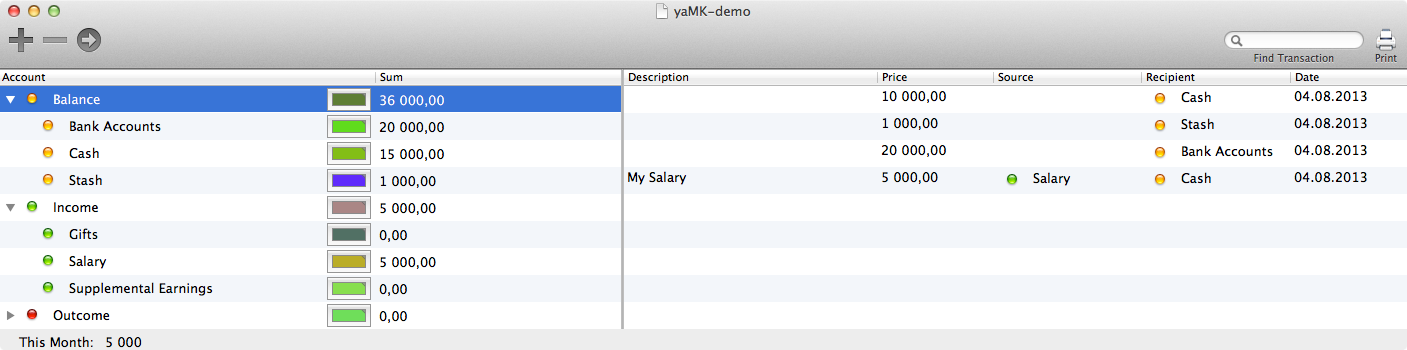 yaMK-demo
Find Transaction
Print
Account Sum Description Price Source Recipient Date
Balance 36 000,00 10 000,00 Cash 04.08.2013
Bank Accounts 20 000,00 1 000,00 Stash 04.08.2013
Cash 15 000,00 20 000,00 Bank Accounts 04.08.2013
Stash 1 000,00 My Salary 5 000,00 Salary Cash 04.08.2013
Income 5 000,00
Gifts 0,00
Salary 5 000,00
Supplemental Earnings 0,00
Outcome 0,00
This Month: 5 000